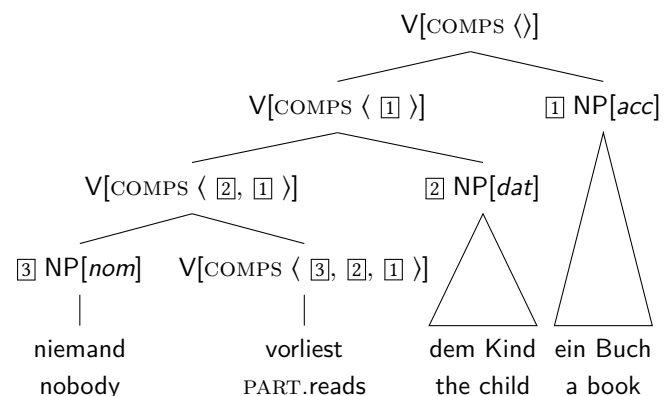 V[COMPS ⟨⟩]
V[COMPS ⟨ 1 ⟩] 1 NP[acc]
V[COMPS ⟨ 2, 1 ⟩] 2 NP[dat]
3 NP[nom] V[COMPS ⟨ 3, 2, 1 ⟩]
niemand vorliest dem Kind ein Buch
nobody PART.reads the child a book